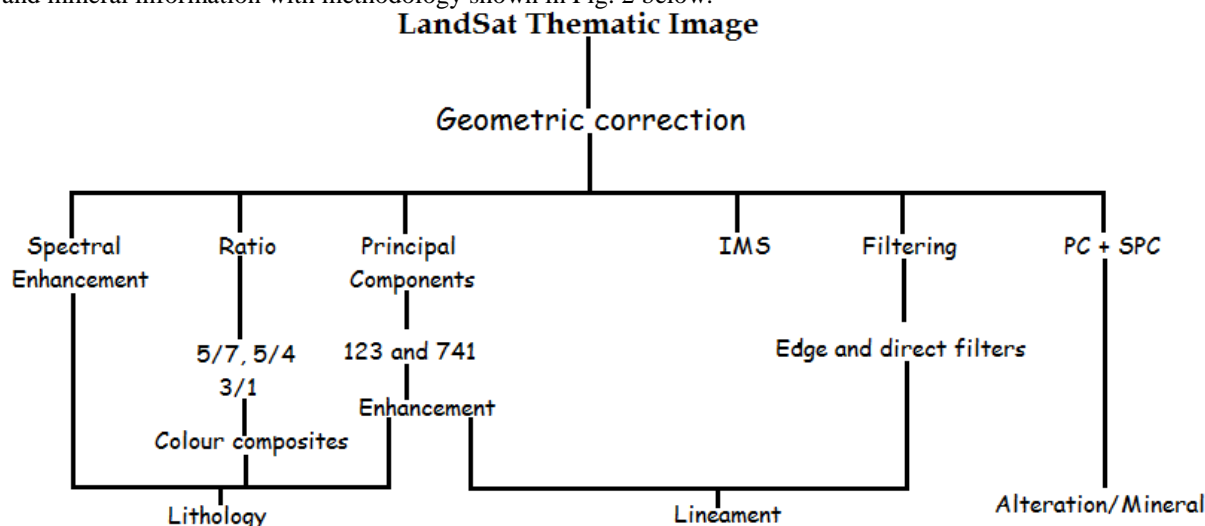 and mineral information with methodology shown in Fig. 2 below.
LandSat Thematic Image
Geometric correction
Spectral
Enhancement
Ratio
Principal
Components
IMS
Filtering
PC + SPC
5/7, 5/4
3/1
123 and 741
Edge and direct filters
Enhancement
Colour composites
Lithology
Lineament
Alteration/Mineral